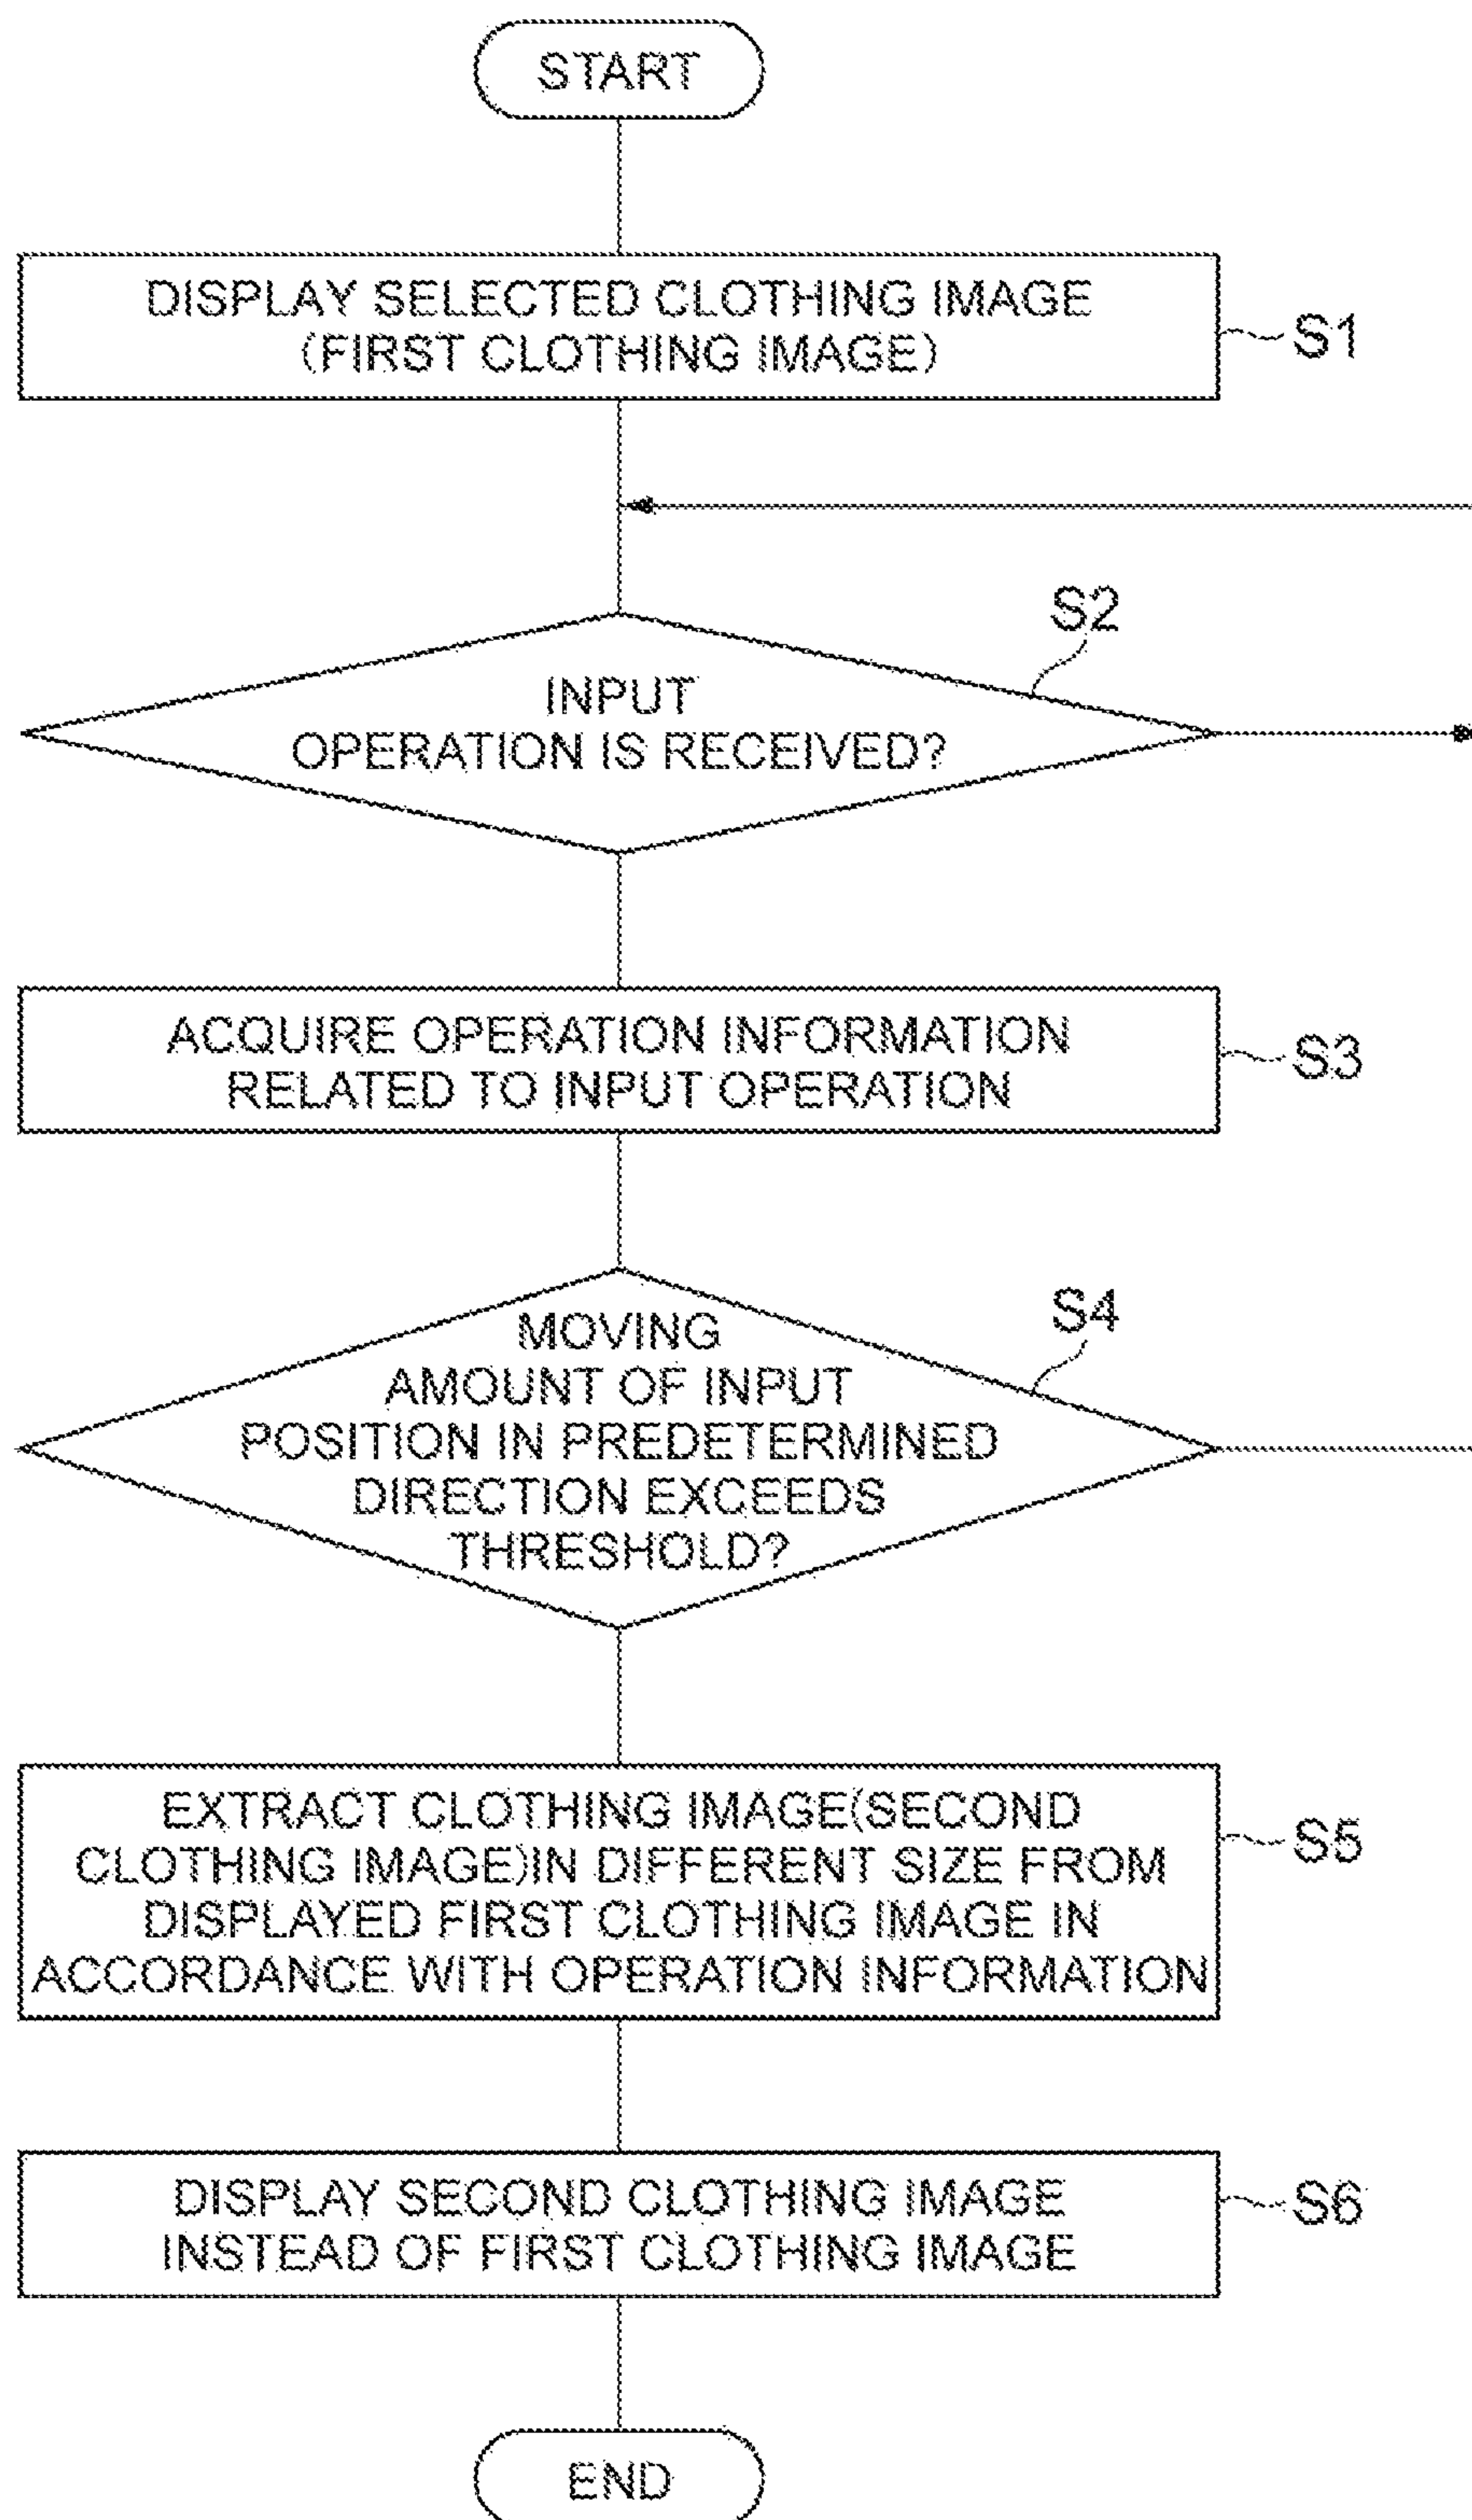 START
DISPLAY SELECTED CLOTHING IMAGE
(FIRST CLOTHING IMAGE)
S1
S2
INPUT
OPERATION IS RECEIVED?
ACQUIRE OPERATION INFORMATION
RELATED TO INPUT OPERATION
S3
S4
MOVING
AMOUNT OF INPUT
POSITION IN PREDETERMINED
DIRECTION EXCEEDS
THRESHOLD?
EXTRACT CLOTHING IMAGE(SECOND
CLOTHING IMAGE)IN DIFFERENT SIZE FROM
DISPLAYED FIRST CLOTHING IMAGE IN
ACCORDANCE WITH OPERATION INFORMATION
S5
DISPLAY SECOND CLOTHING IMAGE
INSTEAD OF FIRST CLOTHING IMAGE
S6
END